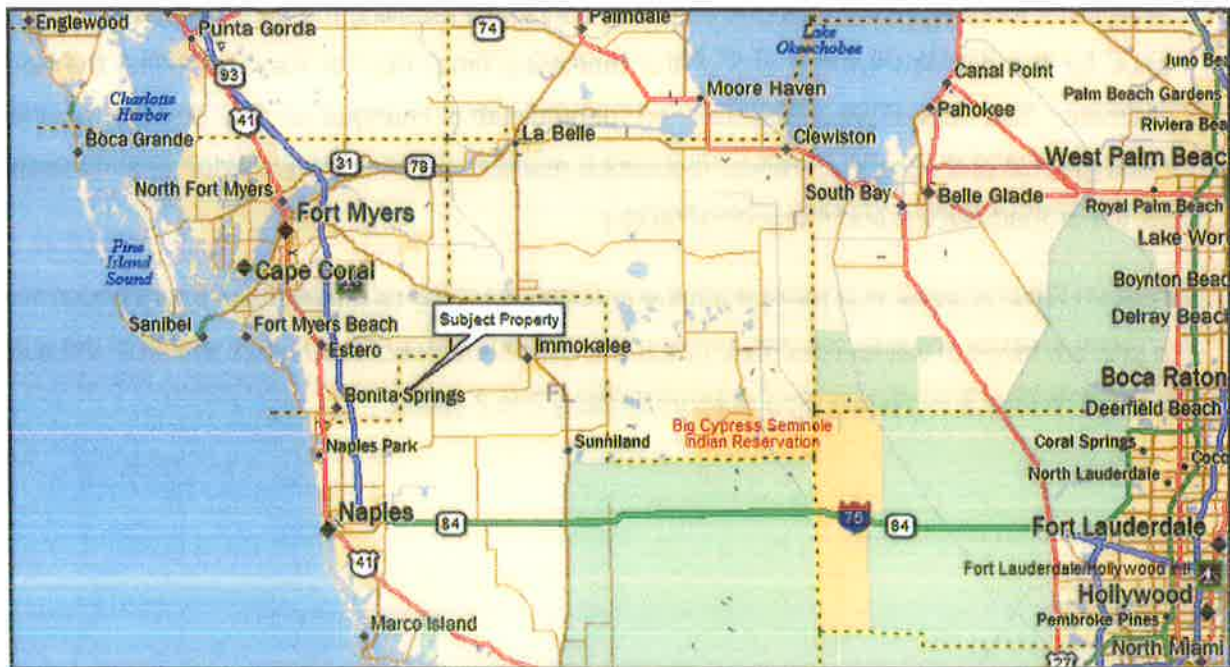 Englewood
Punta Gorda
74
Palmdale
Lake
Okeechobee
Juno Bea
93
Canal Point
Charlotte
Harbor
Moore Haven
Palm Beach Gardens
41
Pahokee
Boca Grande
La Belle
Clewiston
Riviera Bea
31
78
West Palm Beac
North Fort Myers
South Bay
Belle Glade
Royal Palm Beach
Fort Myers
Lake Wor
Pine
Island
Sound
Cape Coral
Boynton Beac
Sanibel
Fort Myers Beach
Subject Property
Delray Beac
Estero
Immokalee
Boca Raton
FL
Bonita Springs
Deerfield Beach
Big Cypress Seminole
Indian Reservation
Naples Park
Sunniland
Coral Springs
Coco
North Lauderdale
Naples
84
75
84
Fort Lauderdale
41
Fort Lauderdale/Hollywood Int'l
Hollywood
Marco Island
Pembroke Pines
North Miami
27